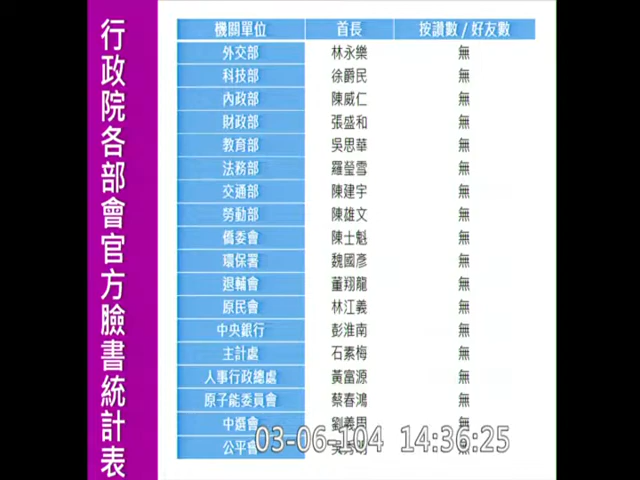 行政院各部會官方臉書統計表
機關單位 首長 按讚數 / 好友數
外交部 林永樂 無
科技部 徐爵民 無
內政部 陳威仁 無
財政部 張盛和 無
教育部 吳思華 無
法務部 羅瑩雪 無
交通部 陳建宇 無
勞動部 陳雄文 無
僑委會 陳士魁 無
環保署 魏國彥 無
退輔會 董翔龍 無
原民會 林江義 無
中央銀行 彭淮南 無
主計處 石素梅 無
人事行政總處 黃富源 無
原子能委員會 蔡春鴻 無
中選會 劉義周 無
公平會 無
03-06-104 14:36:25